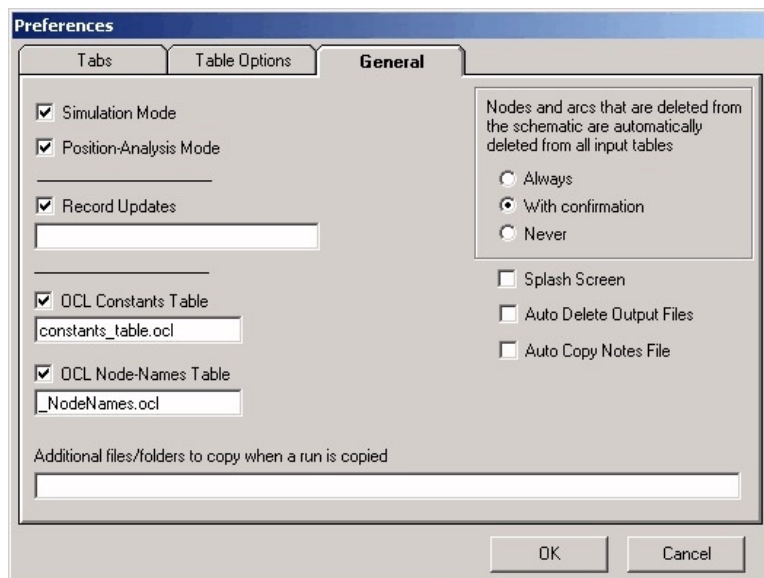 Preferences
Tabs
Table Options
General
Simulation Mode
Position-Analysis Mode
Record Updates
OCL Constants Table
constants_table.ocl
OCL Node-Names Table
_NodeNames.ocl
Nodes and arcs that are deleted from
the schematic are automatically
deleted from all input tables
Always
With confirmation
Never
Splash Screen
Auto Delete Output Files
Auto Copy Notes File
Additional files/folders to copy when a run is copied
OK
Cancel